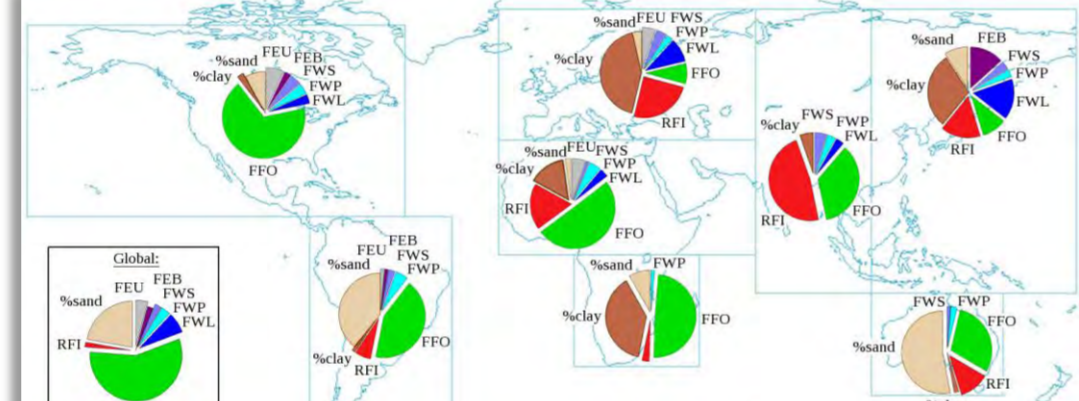 %sand FEU FEB
%clay FWS
FWP
FWL
FFO
%sand FEU FWS
FWP
%clay FWL
FFO
RFI
%sand FEB
FWS
%clay FWP
FWL
FFO
RFI
%clay FWS FWP
FWL
RFI FFO
%sand FEU FWS
%clay FWP
FWL
RFI
FFO
Global:
FEB
FEU FWS
%sand FWP
FWL
RFI
FEB
FEU FWS
%sand FWP
FFO
%clay
RFI
%sand FWP
%clay FFO
FWS FWP
FFO
%sand
RFI